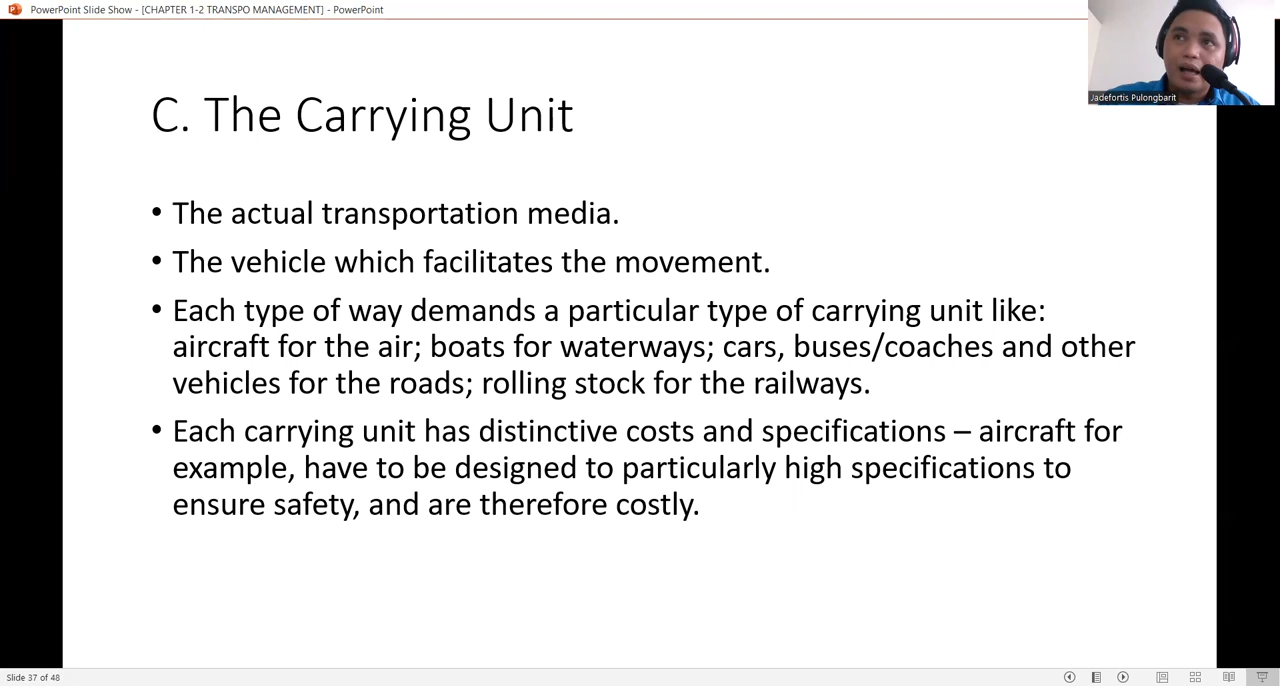 PowerPoint Slide Show - [CHAPTER 1-2 TRANSPO MANAGEMENT] - PowerPoint
Jadefortis Pulongbarit
C. The Carrying Unit
• The actual transportation media.
• The vehicle which facilitates the movement.
• Each type of way demands a particular type of carrying unit like:
aircraft for the air; boats for waterways; cars, buses/coaches and other
vehicles for the roads; rolling stock for the railways.
• Each carrying unit has distinctive costs and specifications – aircraft for
example, have to be designed to particularly high specifications to
ensure safety, and are therefore costly.
Slide 37 of 48